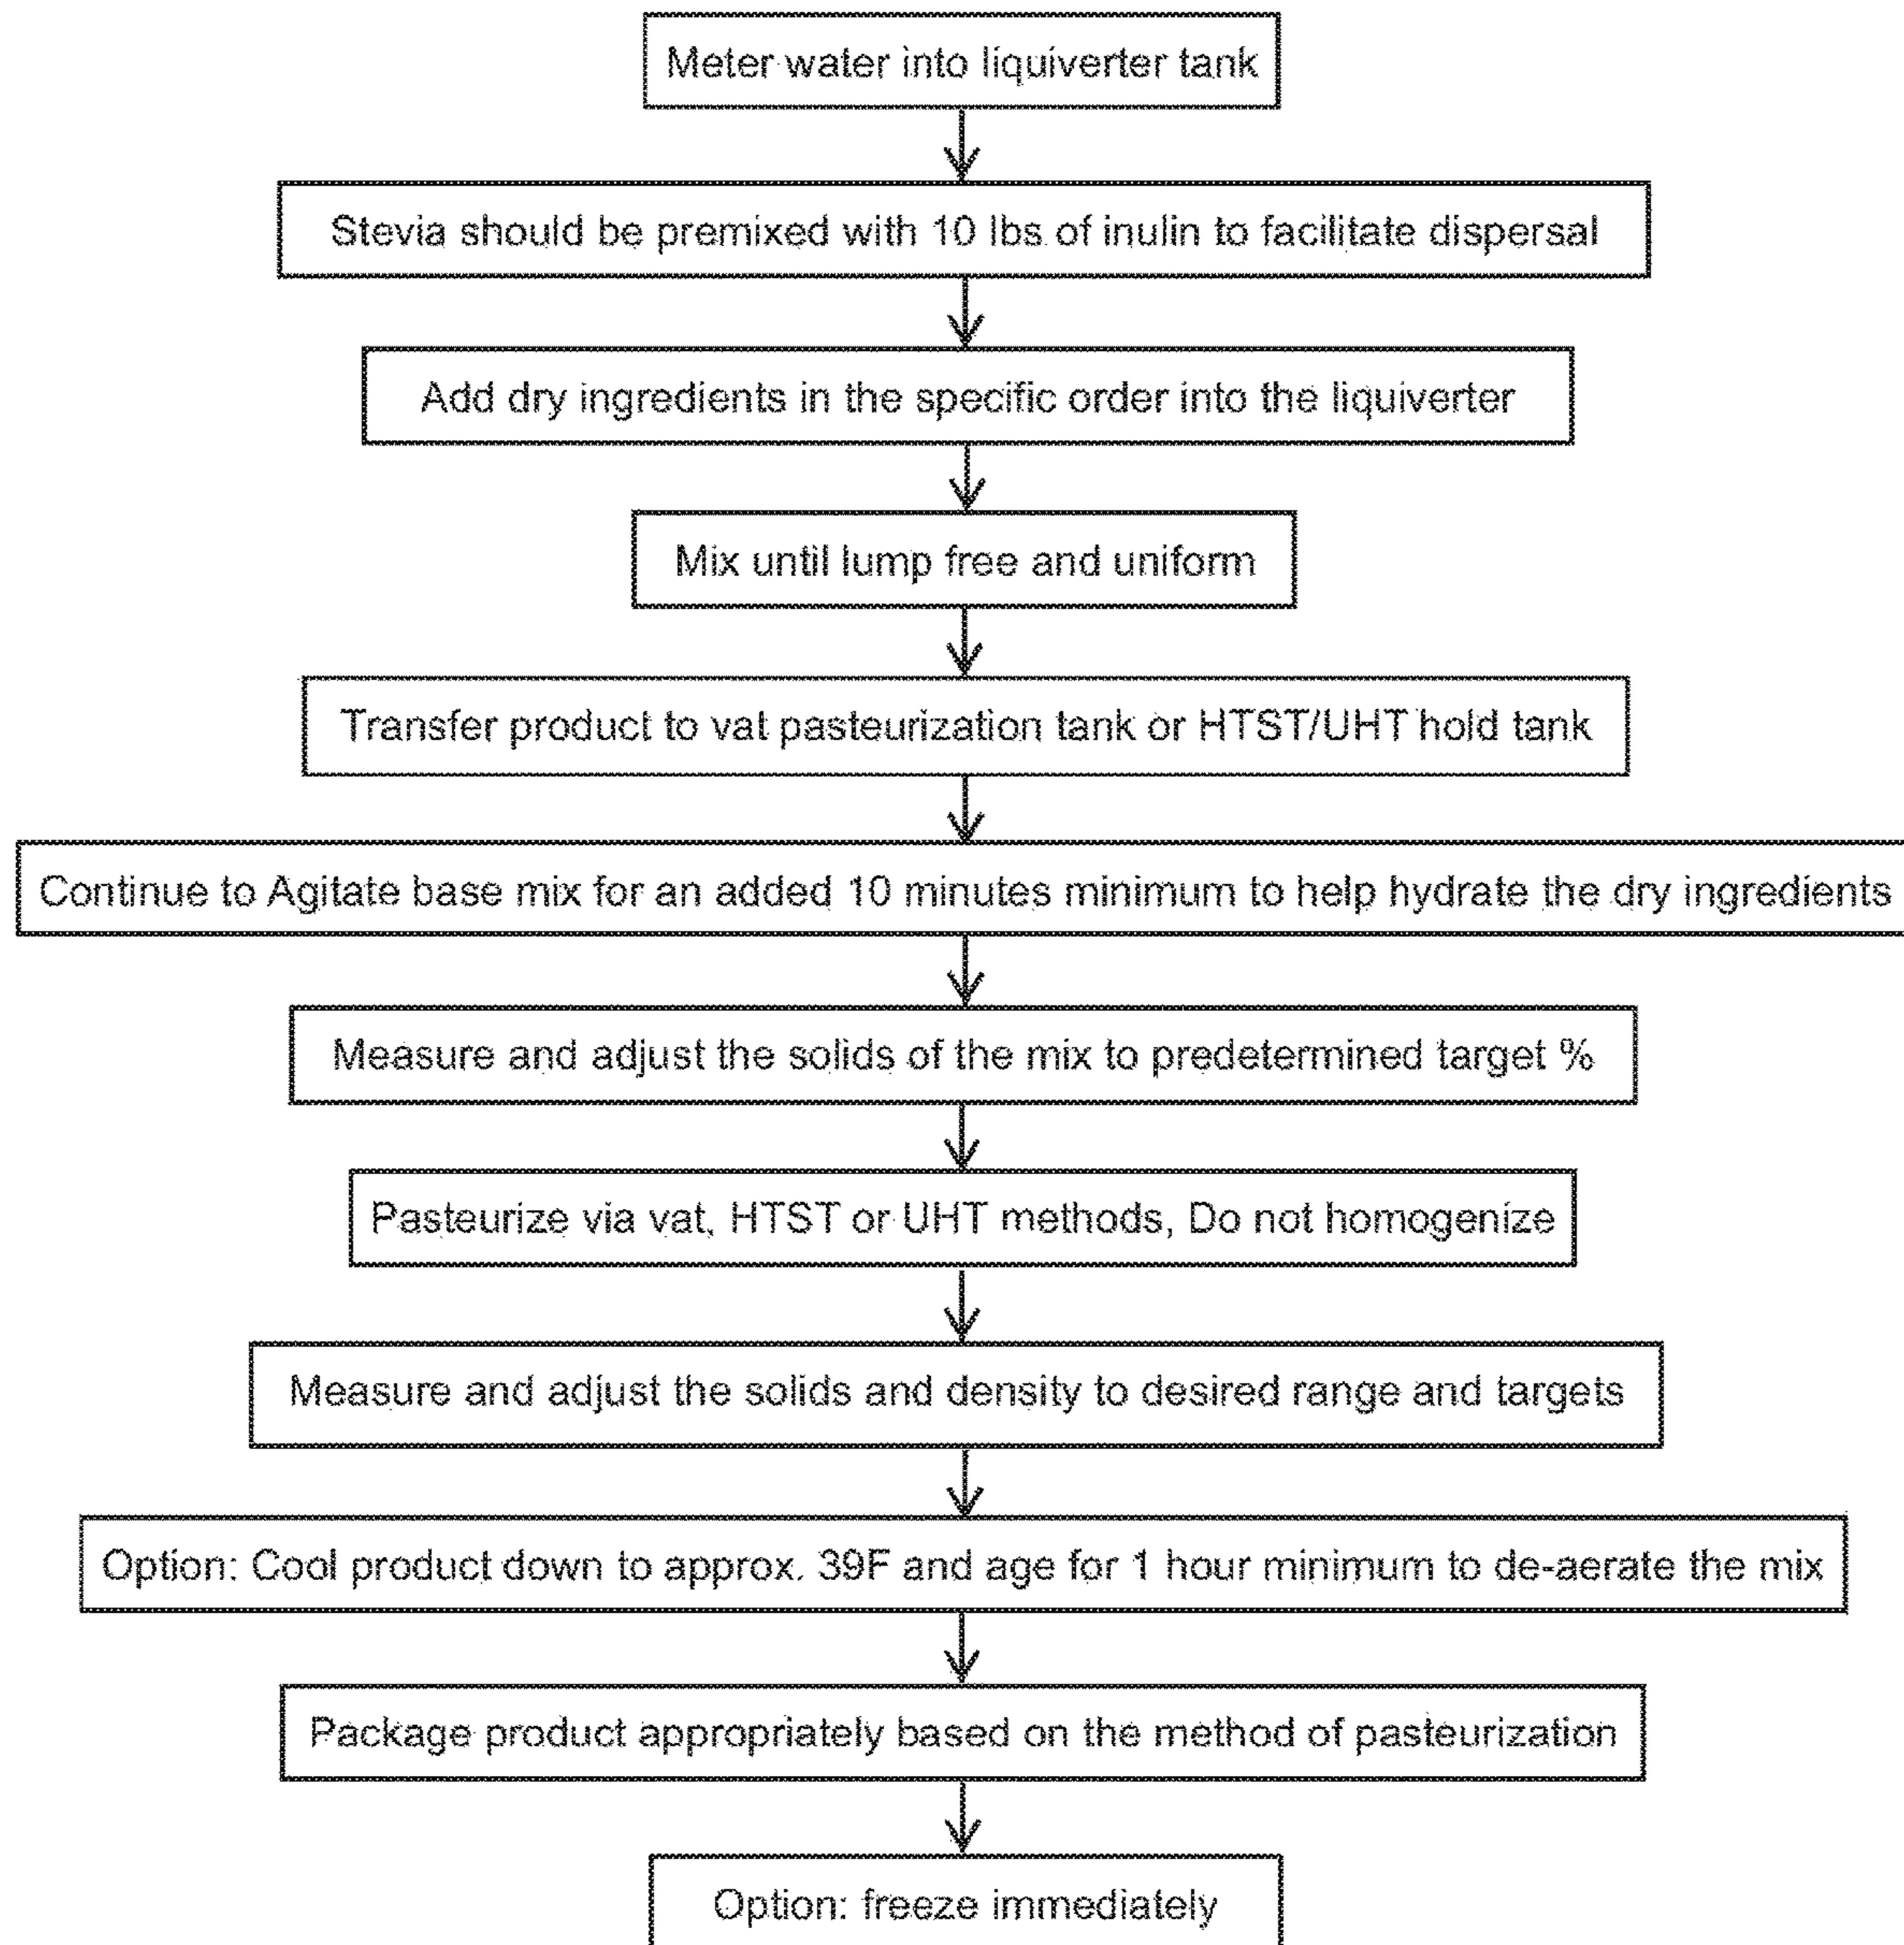 Meter water into liquiverter tank
Stevia should be premixed with 10 lbs of inulin to facilitate dispersal
Add dry ingredients in the specific order into the liquiverter
Mix until lump free and uniform
Transfer product to vat pasteurization tank or HTST/UHT hold tank
Continue to Agitate base mix for an added 10 minutes minimum to help hydrate the dry ingredients
Measure and adjust the solids of the mix to predetermined target %
Pasteurize via vat, HTST or UHT methods, Do not homogenize
Measure and adjust the solids and density to desired range and targets
Option: Cool product down to approx. 39F and age for 1 hour minimum to de-aerate the mix
Package product appropriately based on the method of pasteurization
Option: freeze immediately